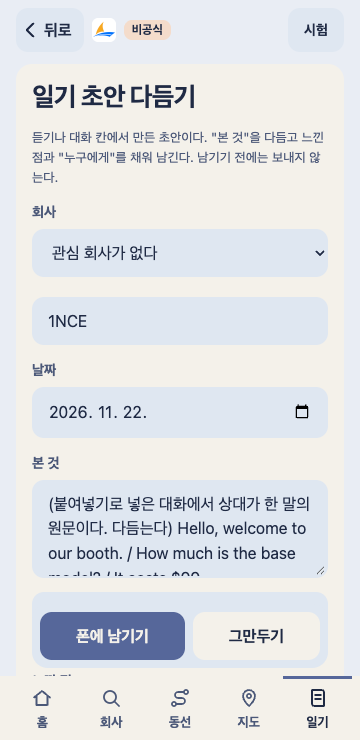 뒤로
비공식
시험
일기 초안 다듬기
듣기나 대화 칸에서 만든 초안이다. "본 것"을 다듬고 느낀
점과 "누구에게"를 채워 남긴다. 남기기 전에는 보내지 않
는다.
회사
관심 회사가 없다
1NCE
날짜
2026. 11. 22.
본 것
(붙여넣기로 넣은 대화에서 상대가 한 말의
원문이다. 다듬는다) Hello, welcome to
our booth. / How much is the base
model? / It costs $90
폰에 남기기
그만두기
홈
회사
동선
지도
일기